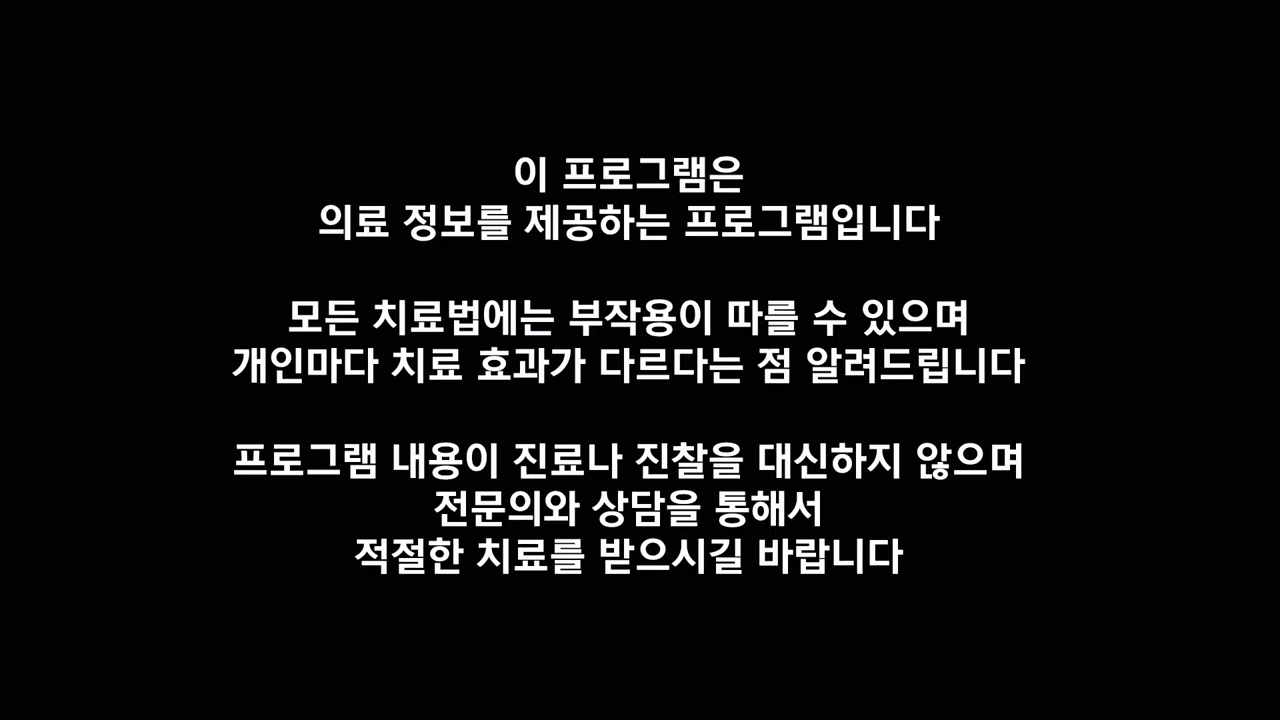 이 프로그램은
의료 정보를 제공하는 프로그램입니다
모든 치료법에는 부작용이 따를 수 있으며
개인마다 치료 효과가 다르다는 점 알려드립니다
프로그램 내용이 진료나 진찰을 대신하지 않으며
전문의와 상담을 통해서
적절한 치료를 받으시길 바랍니다